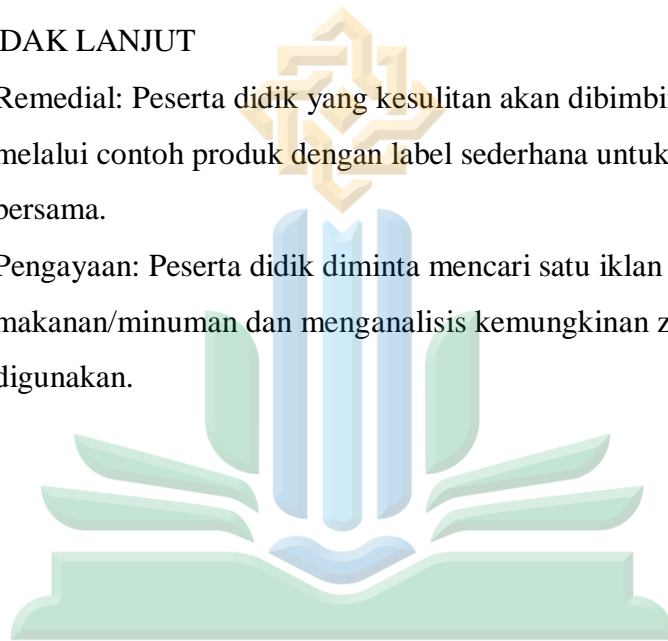 DAK LANJUT
Remedial: Peserta didik yang kesulitan akan
melalui contoh produk dengan label sederhana untuk
bersama.
Pengayaan: Peserta didik diminta mencari satu iklan
makanan/minuman dan menganalisis kemungkinan
digunakan.